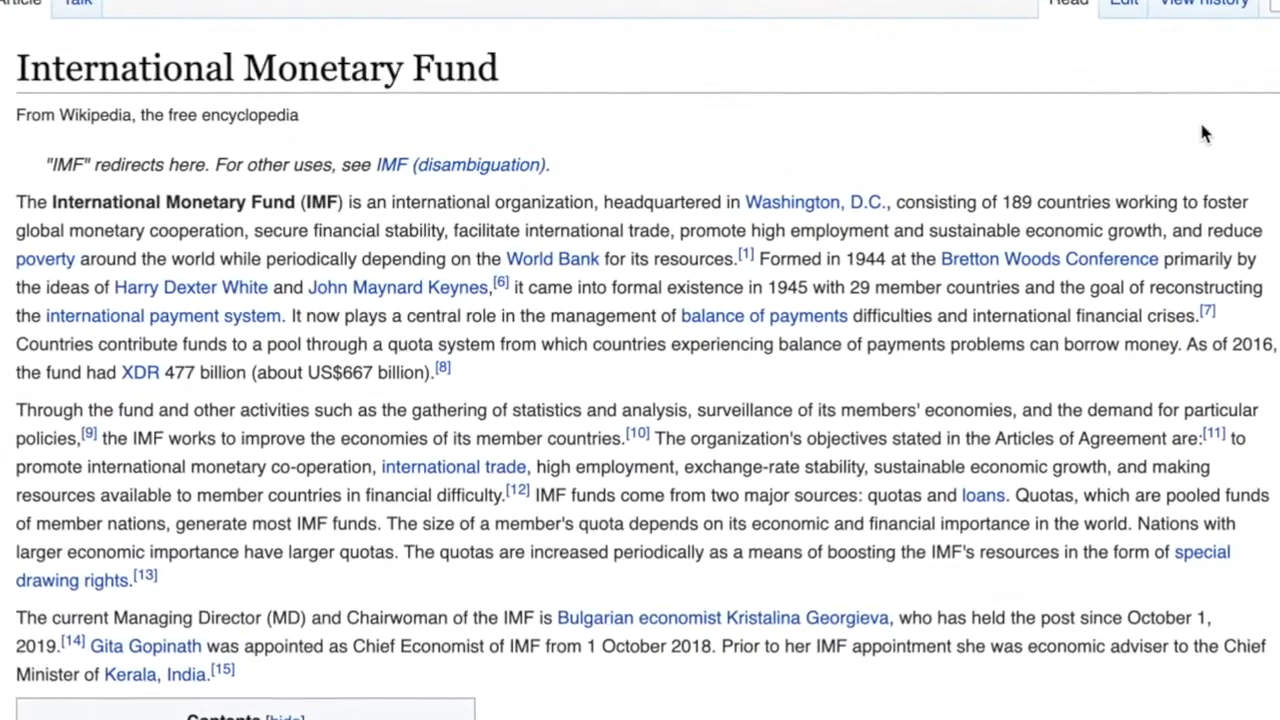 Article Talk Read Edit View history
International Monetary Fund
From Wikipedia, the free encyclopedia
"IMF" redirects here. For other uses, see IMF (disambiguation).
The International Monetary Fund (IMF) is an international organization, headquartered in Washington, D.C., consisting of 189 countries working to foster
global monetary cooperation, secure financial stability, facilitate international trade, promote high employment and sustainable economic growth, and reduce
poverty around the world while periodically depending on the World Bank for its resources.[1] Formed in 1944 at the Bretton Woods Conference primarily by
the ideas of Harry Dexter White and John Maynard Keynes,[6] it came into formal existence in 1945 with 29 member countries and the goal of reconstructing
the international payment system. It now plays a central role in the management of balance of payments difficulties and international financial crises.[7]
Countries contribute funds to a pool through a quota system from which countries experiencing balance of payments problems can borrow money. As of 2016,
the fund had XDR 477 billion (about US$667 billion).[8]
Through the fund and other activities such as the gathering of statistics and analysis, surveillance of its members' economies, and the demand for particular
policies,[9] the IMF works to improve the economies of its member countries.[10] The organization's objectives stated in the Articles of Agreement are:[11] to
promote international monetary co-operation, international trade, high employment, exchange-rate stability, sustainable economic growth, and making
resources available to member countries in financial difficulty.[12] IMF funds come from two major sources: quotas and loans. Quotas, which are pooled funds
of member nations, generate most IMF funds. The size of a member's quota depends on its economic and financial importance in the world. Nations with
larger economic importance have larger quotas. The quotas are increased periodically as a means of boosting the IMF's resources in the form of special
drawing rights.[13]
The current Managing Director (MD) and Chairwoman of the IMF is Bulgarian economist Kristalina Georgieva, who has held the post since October 1,
2019.[14] Gita Gopinath was appointed as Chief Economist of IMF from 1 October 2018. Prior to her IMF appointment she was economic adviser to the Chief
Minister of Kerala, India.[15]
Contents [hide]